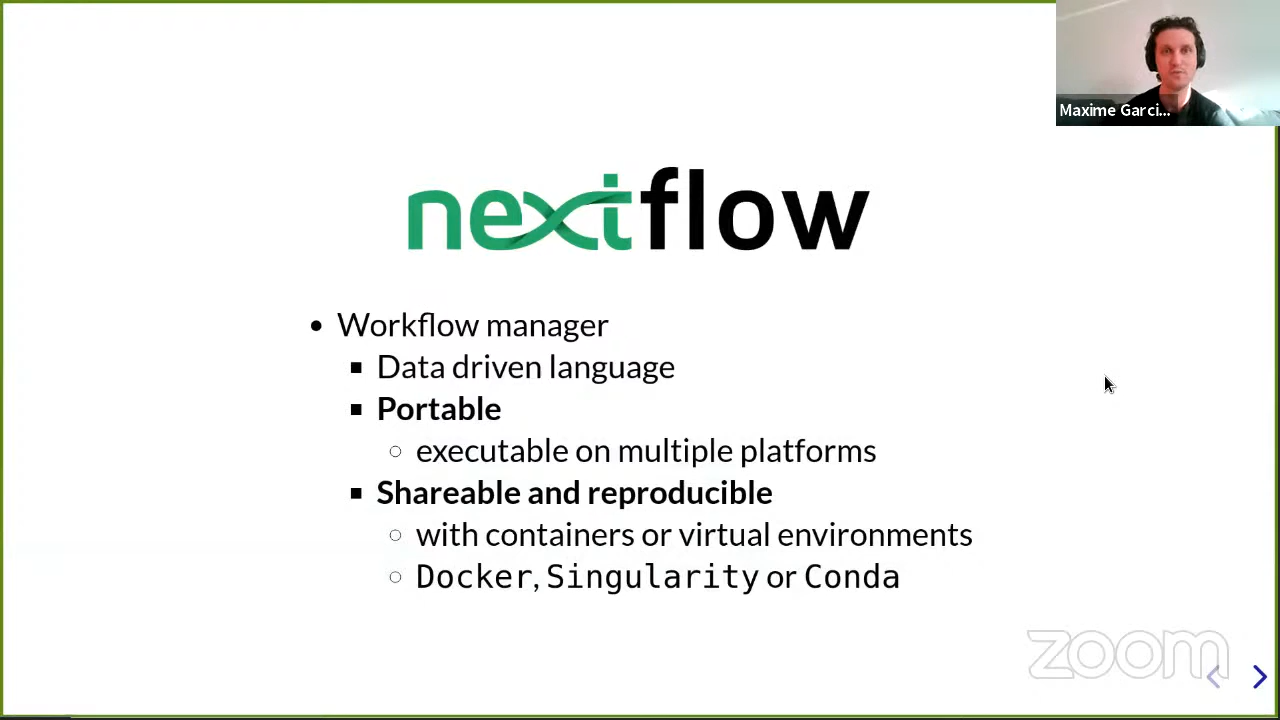 Maxime Garci...
nextflow
Workflow manager
Data driven language
Portable
executable on multiple platforms
Shareable and reproducible
with containers or virtual environments
Docker, Singularity or Conda
zoom